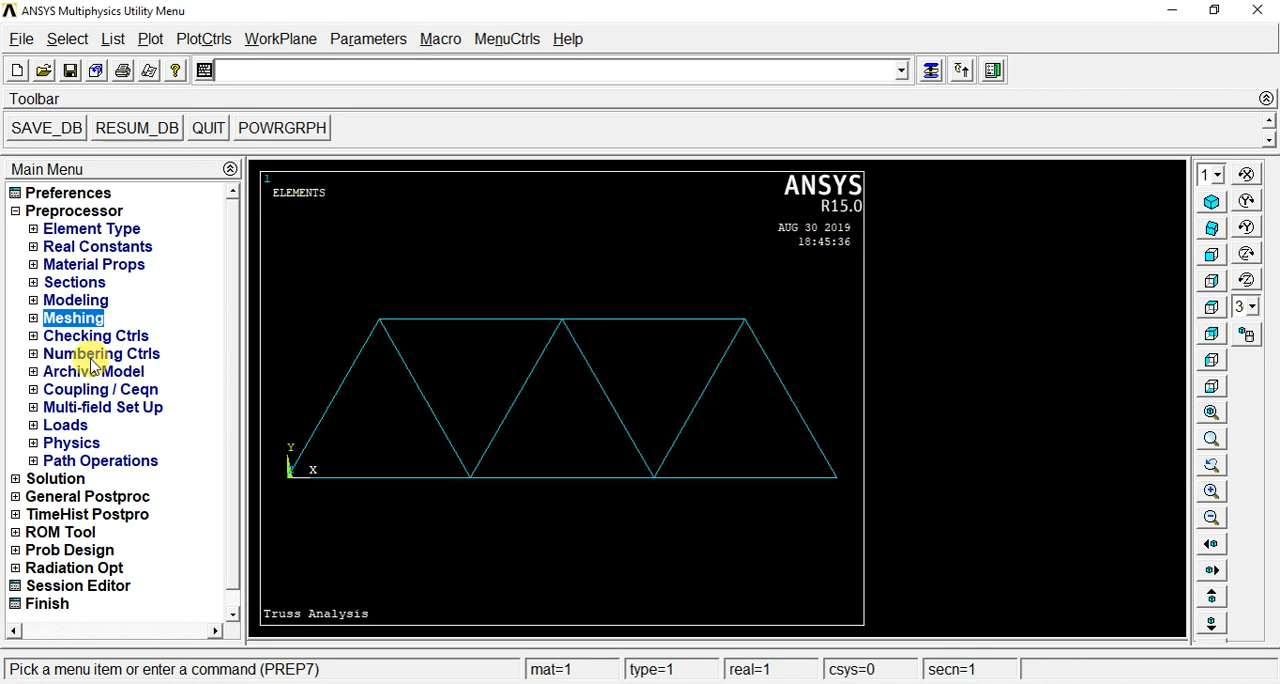 ANSYS Multiphysics Utility Menu
File Select List Plot PlotCtrls WorkPlane Parameters Macro MenuCtrls Help
Toolbar
SAVE_DB RESUM_DB QUIT POWRGRPH
Main Menu
Preferences
Preprocessor
Element Type
Real Constants
Material Props
Sections
Modeling
Meshing
Checking Ctrls
Numbering Ctrls
Archive Model
Coupling / Ceqn
Multi-field Set Up
Loads
Physics
Path Operations
Solution
General Postproc
TimeHist Postpro
ROM Tool
Prob Design
Radiation Opt
Session Editor
Finish
1
ELEMENTS
ANSYS
R15.0
AUG 30 2019
18:45:36
Y
X
Truss Analysis
1
3
Pick a menu item or enter a command (PREP7) mat=1 type=1 real=1 csys=0 secn=1